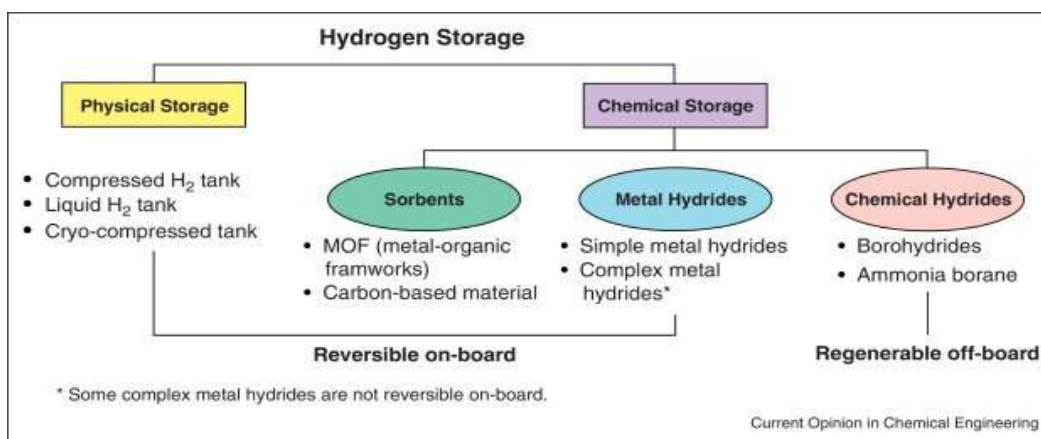 Hydrogen Storage
Physical Storage
Chemical Storage
• Compressed H₂ tank
• Liquid H₂ tank
• Cryo-compressed tank
Sorbents
• MOF (metal-organic
framworks)
• Carbon-based material
Metal Hydrides
• Simple metal hydrides
• Complex metal
hydrides*
Chemical Hydrides
• Borohydrides
• Ammonia borane
Reversible on-board
Regenerable off-board
* Some complex metal hydrides are not reversible on-board.
Current Opinion in Chemical Engineering